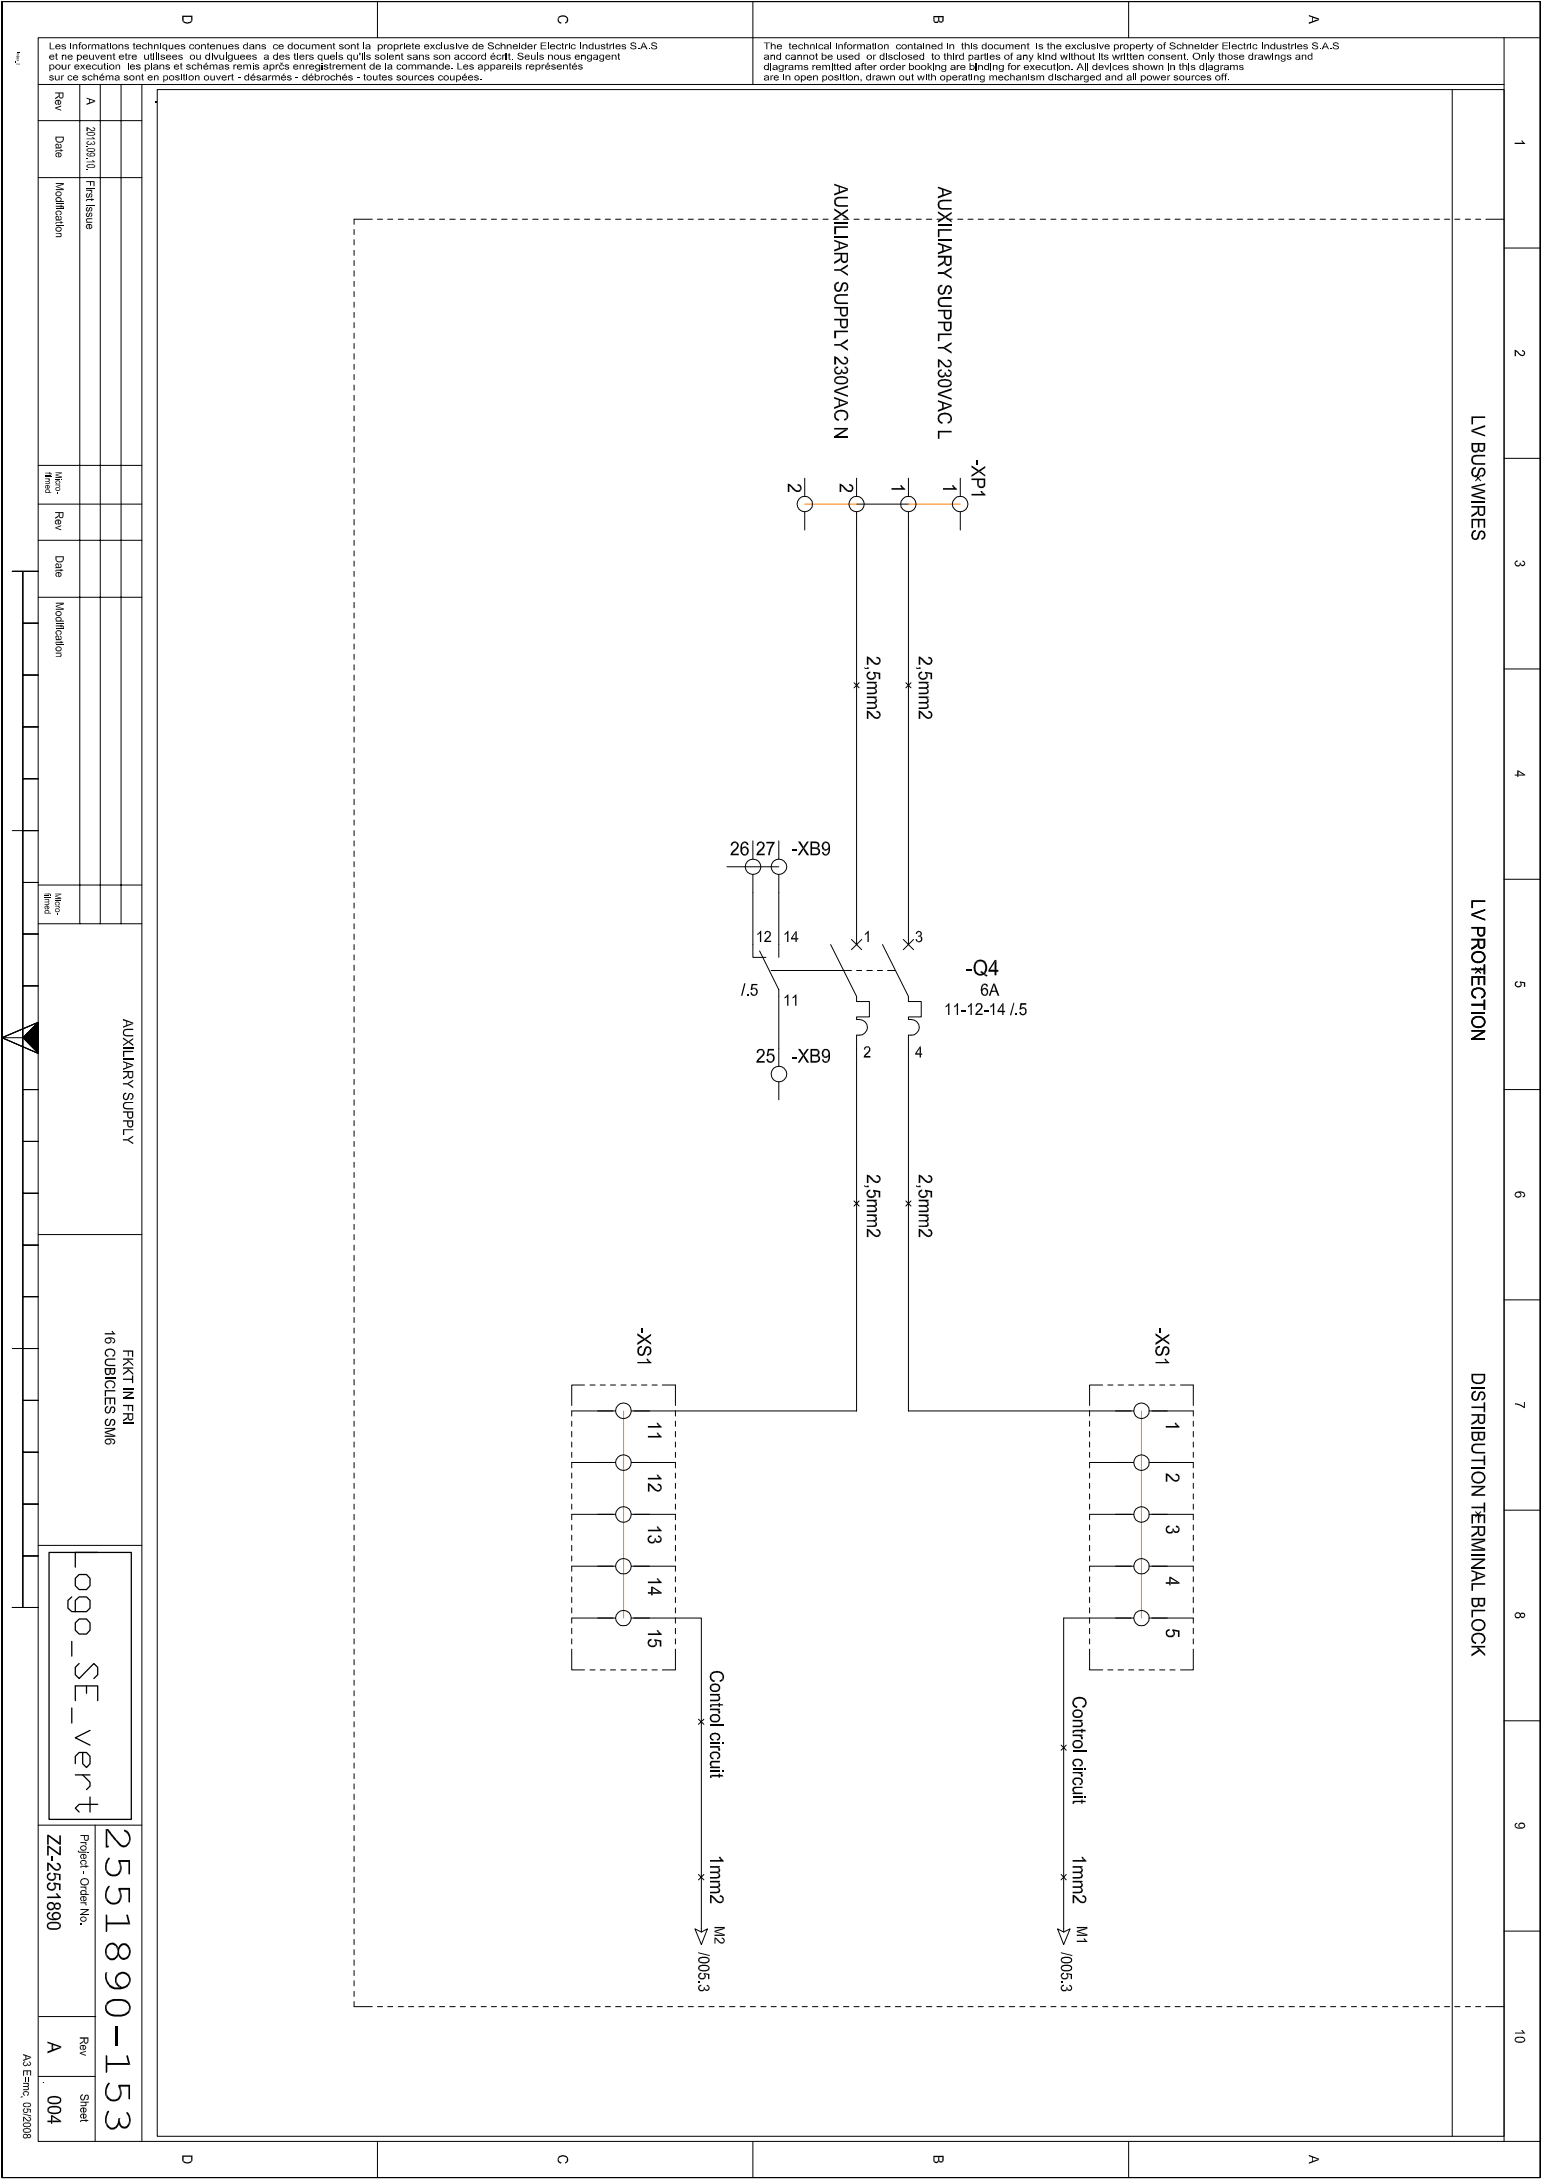 D
C
B
A
Les informations techniques contenues dans ce document sont la propriete exclusive de Schneider Electric Industries S.A.S
et ne peuvent etre utilisees ou divulguees a des tiers quels qu'ils soient sans son accord écrit. Seuls nous engagent
pour execution les plans et schémas remis aprčs enregistrement de la commande. Les appareils représentés
sur ce schéma sont en position ouvert - désarmés - débrochés - toutes sources coupées.
The technical information contained in this document is the exclusive property of Schneider Electric Industries S.A.S
and cannot be used or disclosed to third parties of any kind without its written consent. Only those drawings and
diagrams remitted after order booking are binding for execution. All devices shown in this diagrams
are in open position, drawn out with operating mechanism discharged and all power sources off.
1
2
3
4
5
6
7
8
9
10
LV BUS WIRES
LV PROTECTION
DISTRIBUTION TERMINAL BLOCK
AUXILIARY SUPPLY 230VAC L
AUXILIARY SUPPLY 230VAC N
-XP1
1
1
2
2
2,5mm2
2,5mm2
26 27 -XB9
12 14
1
3
-Q4
6A
11-12-14 /.5
/.5
11
25 -XB9
2
4
2,5mm2
2,5mm2
-XS1
1
2
3
4
5
Control circuit
1mm2
M1
/005.3
-XS1
11
12
13
14
15
Control circuit
1mm2
M2
/005.3
A
2013.09.10.
First issue
Rev
Date
Modification
Micro-
filmed
Rev
Date
Modification
Micro-
filmed
AUXILIARY SUPPLY
FKKT IN FRI
16 CUBICLES SM6
Logo_SE_vert
2551890-153
Project - Order No.
ZZ-2551890
Rev
A
Sheet
004
A3 E=mc, 05/2008
D
C
B
A